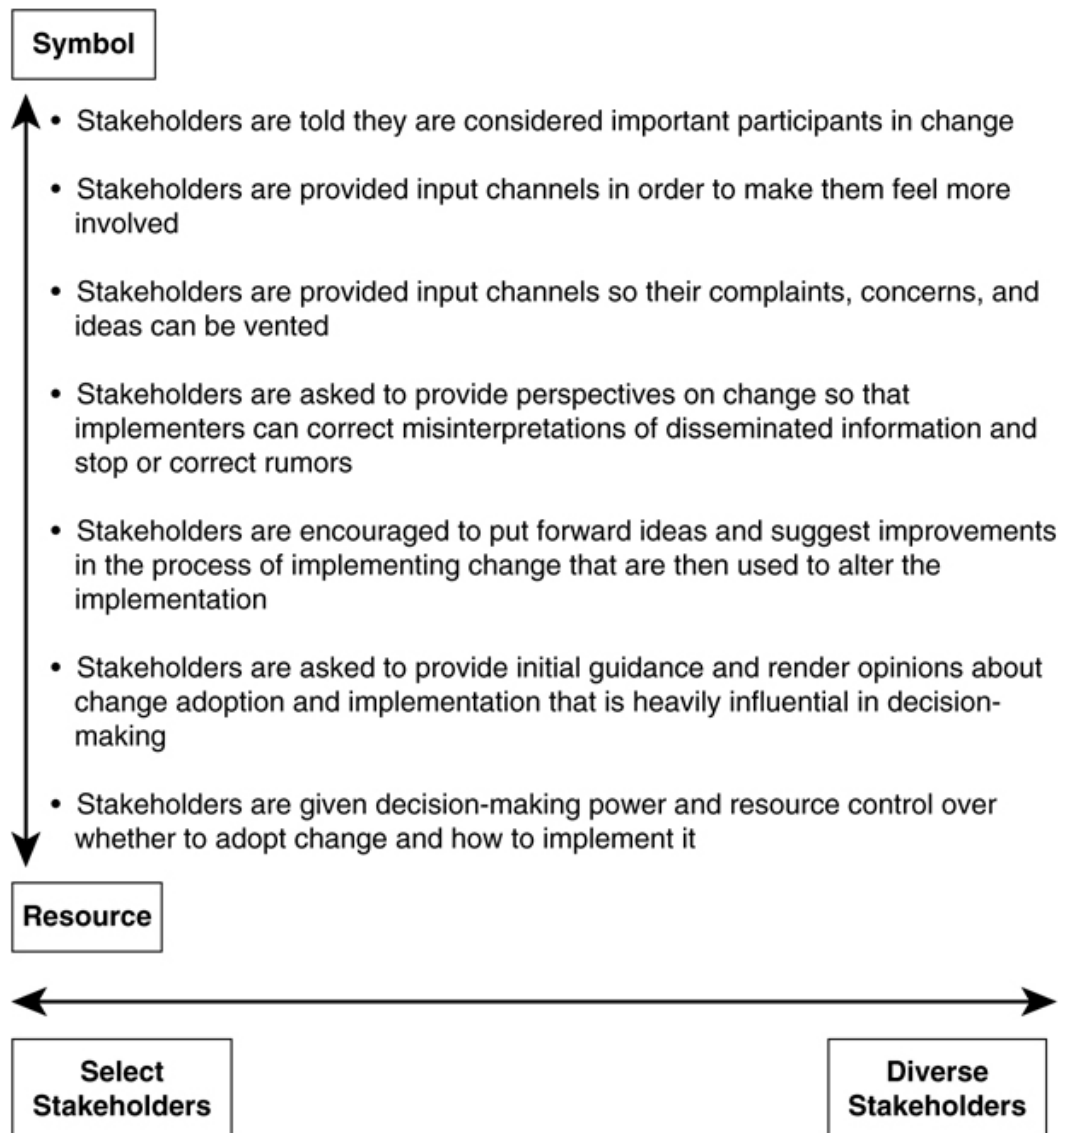 Symbol
• Stakeholders are told they are considered important participants in change
• Stakeholders are provided input channels in order to make them feel more
involved
• Stakeholders are provided input channels so their complaints, concerns, and
ideas can be vented
• Stakeholders are asked to provide perspectives on change so that
implementers can correct misinterpretations of disseminated information and
stop or correct rumors
• Stakeholders are encouraged to put forward ideas and suggest improvements
in the process of implementing change that are then used to alter the
implementation
• Stakeholders are asked to provide initial guidance and render opinions about
change adoption and implementation that is heavily influential in decision-
making
• Stakeholders are given decision-making power and resource control over
whether to adopt change and how to implement it
Resource
Select
Stakeholders
Diverse
Stakeholders